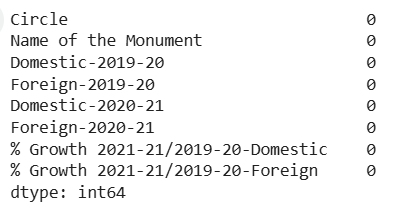 Circle 0
Name of the Monument 0
Domestic-2019-20 0
Foreign-2019-20 0
Domestic-2020-21 0
Foreign-2020-21 0
% Growth 2021-21/2019-20-Domestic 0
% Growth 2021-21/2019-20-Foreign 0
dtype: int64